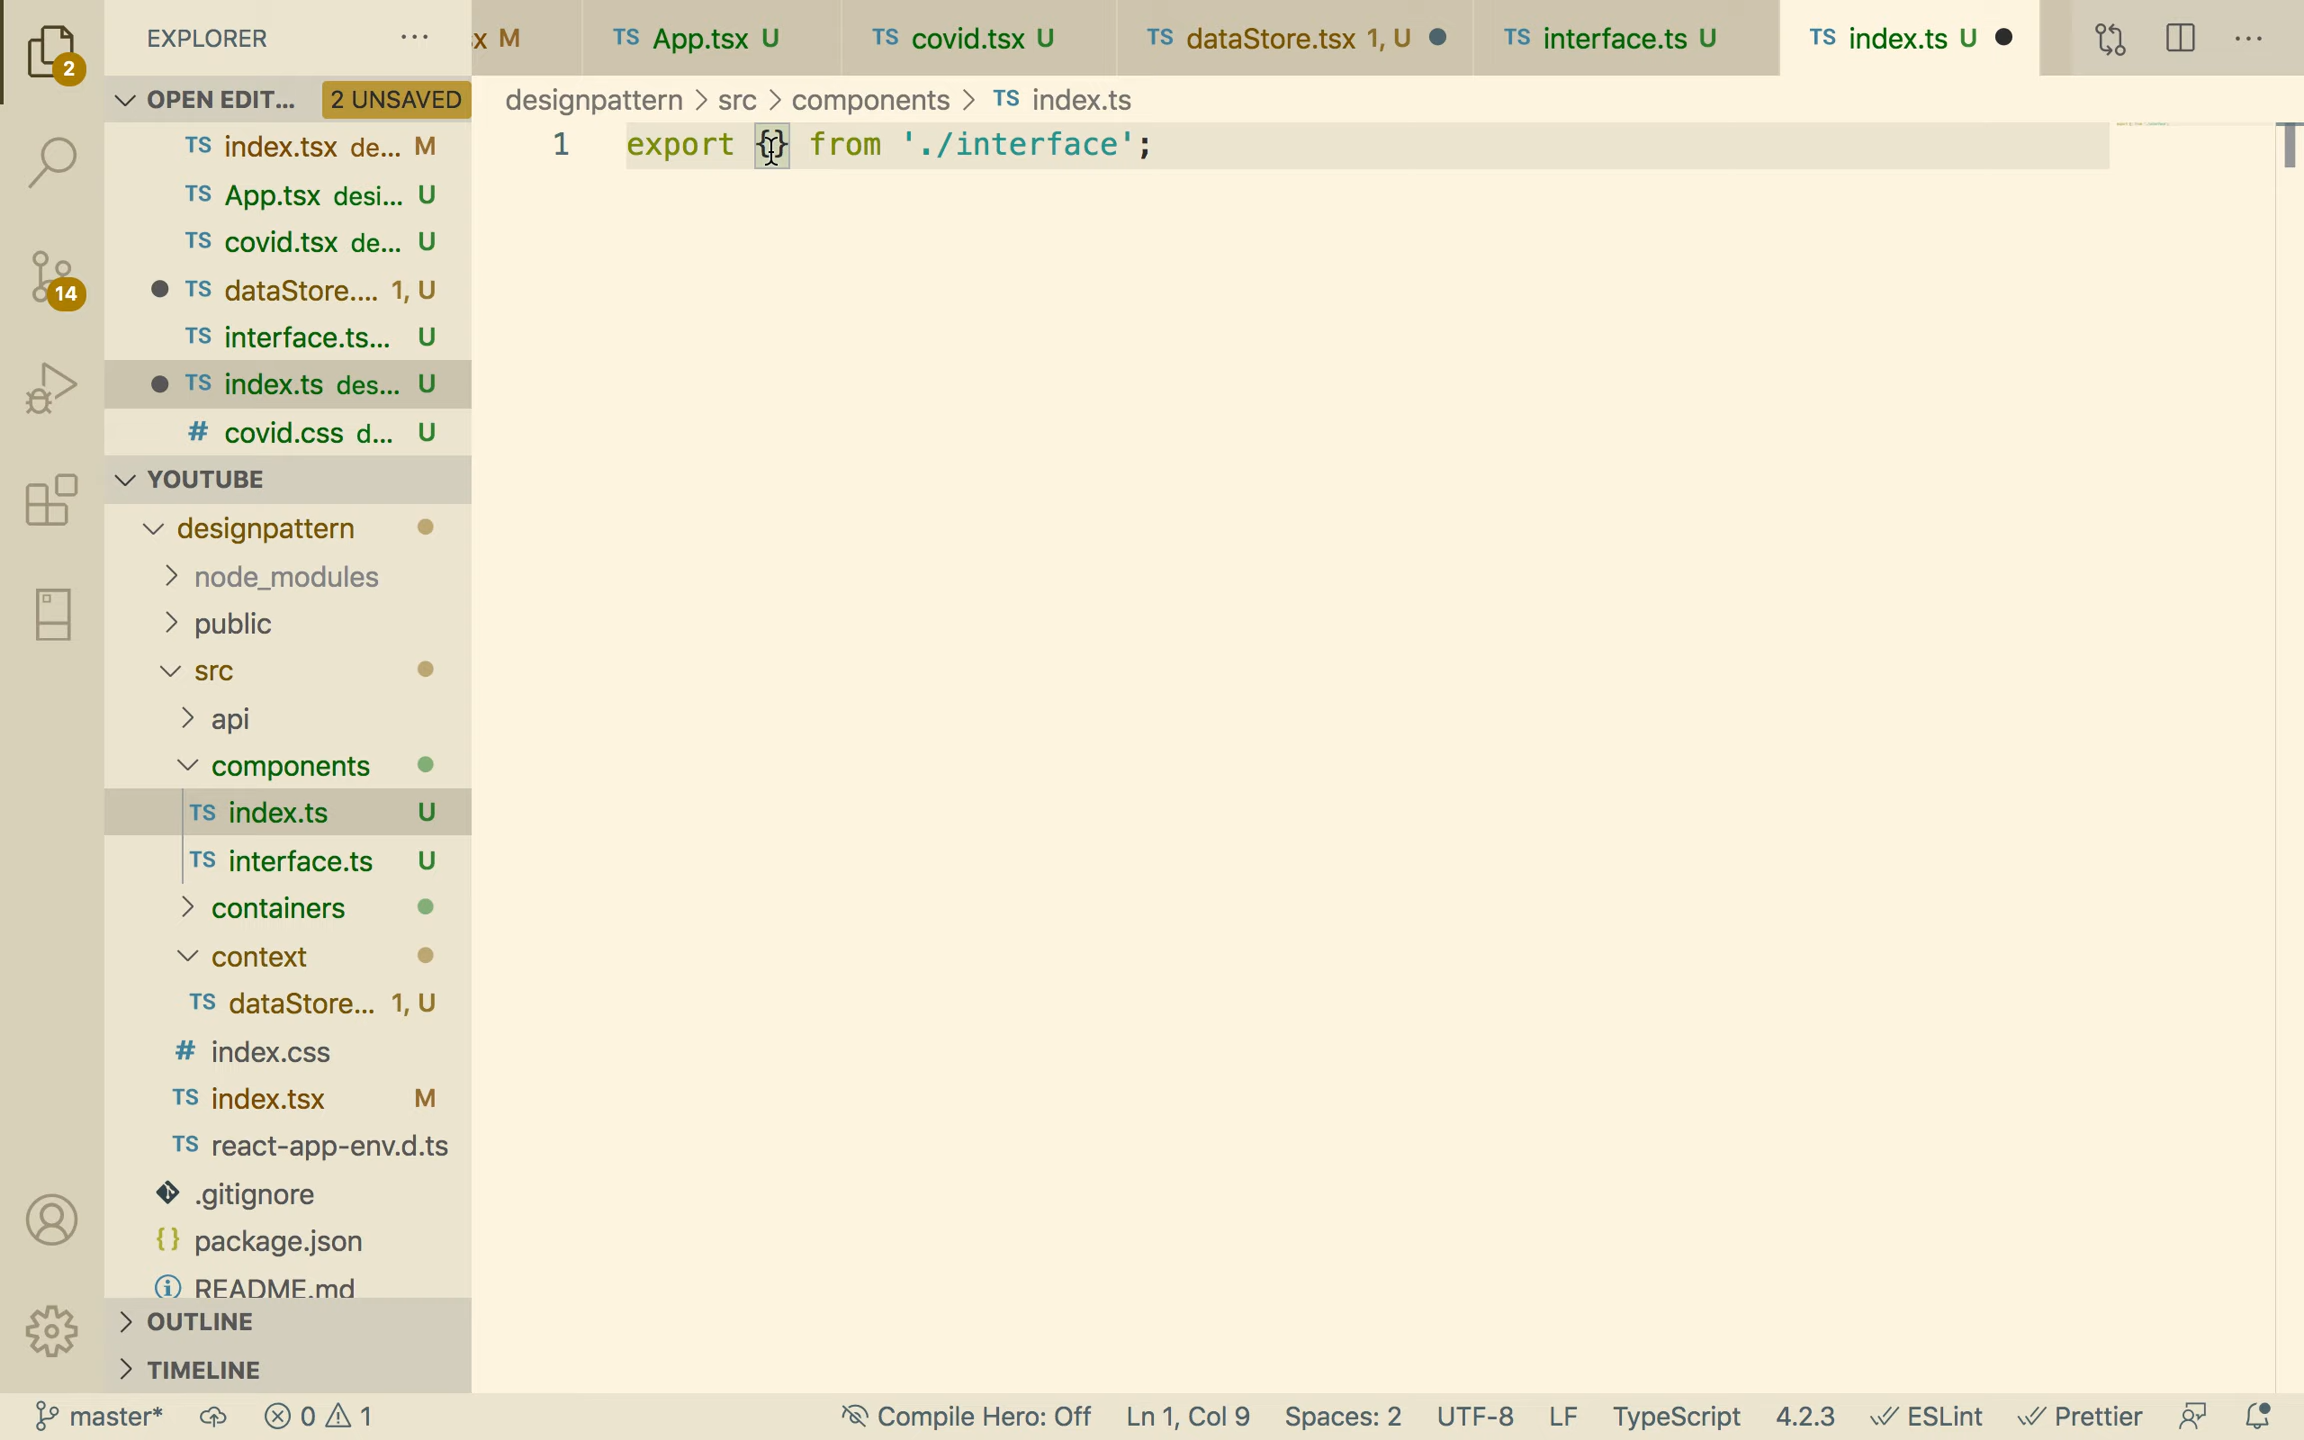 EXPLORER ...
x M
TS App.tsx U
TS covid.tsx U
TS dataStore.tsx 1, U
TS interface.ts U
TS index.ts U
2
OPEN EDIT... 2 UNSAVED
designpattern > src > components > TS index.ts
1 export {} from './interface';
TS index.tsx de... M
TS App.tsx desi... U
TS covid.tsx de... U
TS dataStore.... 1, U
TS interface.ts... U
TS index.ts des... U
# covid.css d... U
14
YOUTUBE
designpattern
node_modules
public
src
api
components
TS index.ts U
TS interface.ts U
containers
context
TS dataStore... 1, U
# index.css
TS index.tsx M
TS react-app-env.d.ts
.gitignore
{} package.json
README.md
OUTLINE
TIMELINE
master* 0 1 Compile Hero: Off Ln 1, Col 9 Spaces: 2 UTF-8 LF TypeScript 4.2.3 ESLint Prettier